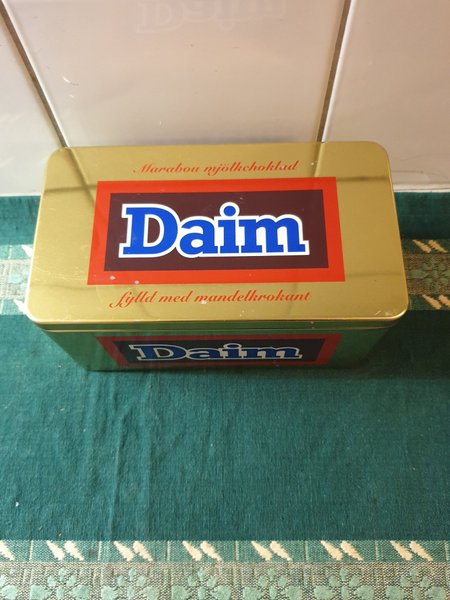 Marabou mjölkchoklad
Daim
fylld med mandelkrokant
Daim